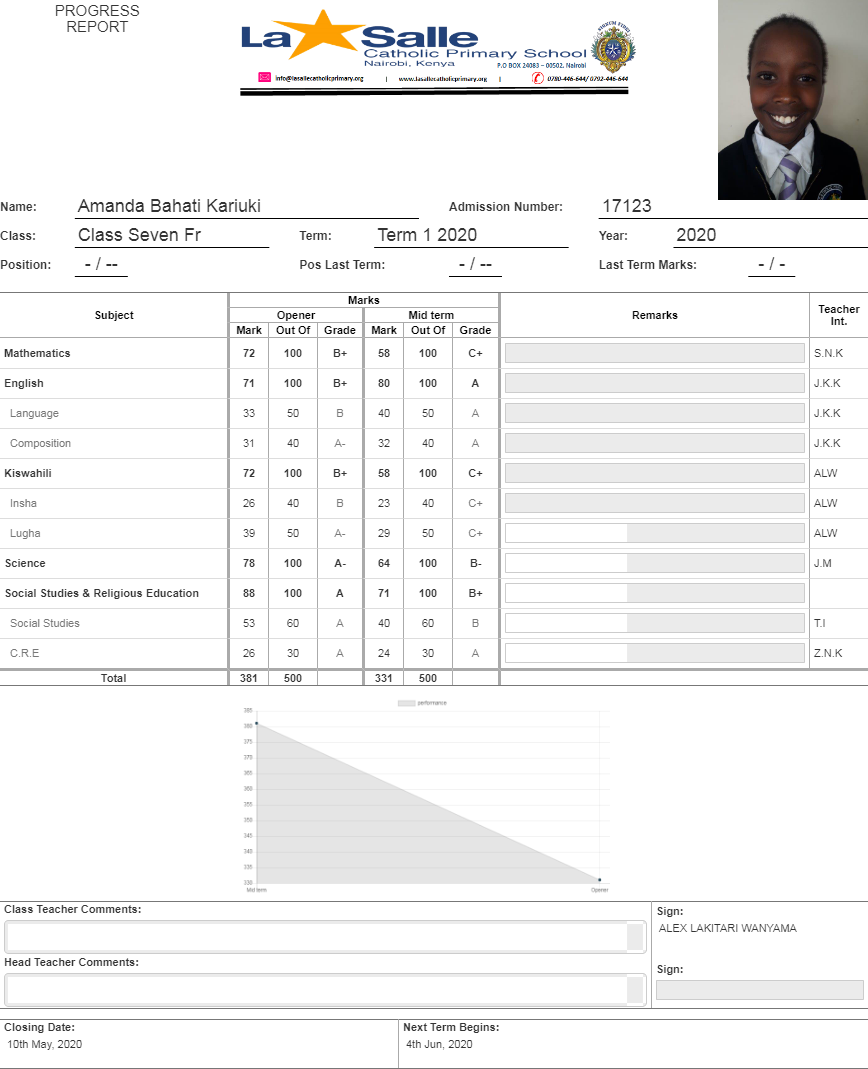 PROGRESS
REPORT
La Salle
Catholic Primary School
Nairobi, Kenya
P.O BOX 24083 – 00502, Nairobi
info@lasallecatholicprimary.org | www.lasallecatholicprimary.org | 0780-446-644/ 0792-446-644
Name: Amanda Bahati Kariuki Admission Number: 17123
Class: Class Seven Fr Term: Term 1 2020 Year: 2020
Position: - / -- Pos Last Term: - / -- Last Term Marks: - / -
Subject Marks Remarks Teacher Int.
Opener Mid term
Mark Out Of Grade Mark Out Of Grade
Mathematics 72 100 B+ 58 100 C+ S.N.K
English 71 100 B+ 80 100 A J.K.K
Language 33 50 B 40 50 A J.K.K
Composition 31 40 A- 32 40 A J.K.K
Kiswahili 72 100 B+ 58 100 C+ ALW
Insha 26 40 B 23 40 C+ ALW
Lugha 39 50 A- 29 50 C+ ALW
Science 78 100 A- 64 100 B- J.M
Social Studies & Religious Education 88 100 A 71 100 B+
Social Studies 53 60 A 40 60 B T.I
C.R.E 26 30 A 24 30 A Z.N.K
Total 381 500 331 500
performance
385
380
375
370
365
360
355
350
345
340
335
330
Mid term Opener
Class Teacher Comments:
Sign:
ALEX LAKITARI WANYAMA
Head Teacher Comments:
Sign:
Closing Date: Next Term Begins:
10th May, 2020 4th Jun, 2020